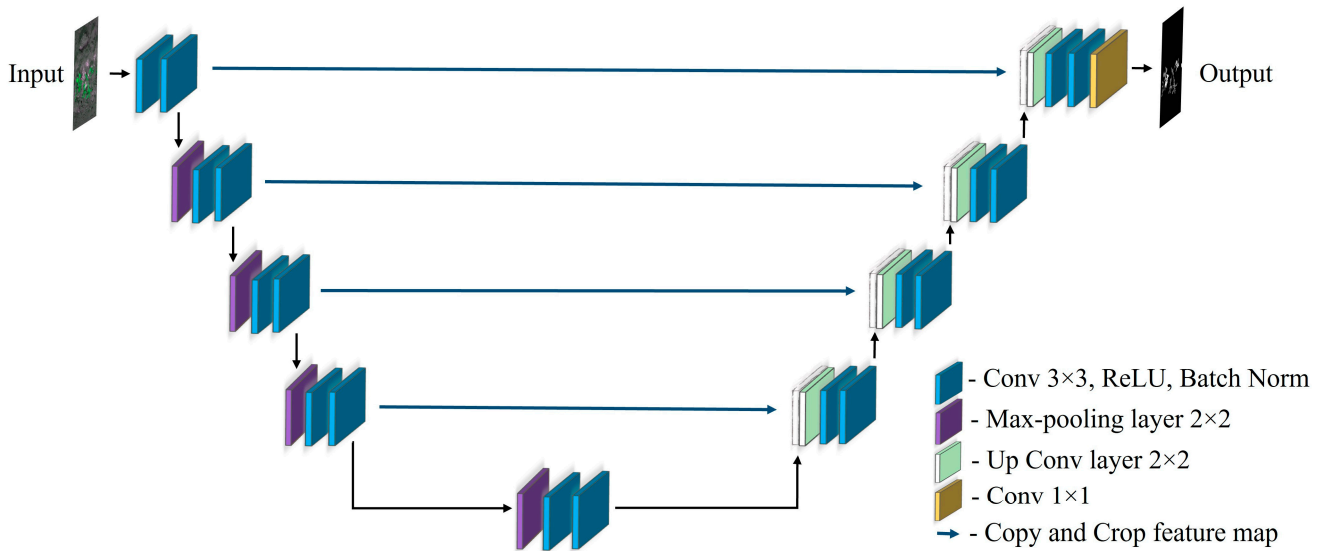 Input
Output
- Conv 3×3, ReLU, Batch Norm
- Max-pooling layer 2×2
- Up Conv layer 2×2
- Conv 1×1
- Copy and Crop feature map